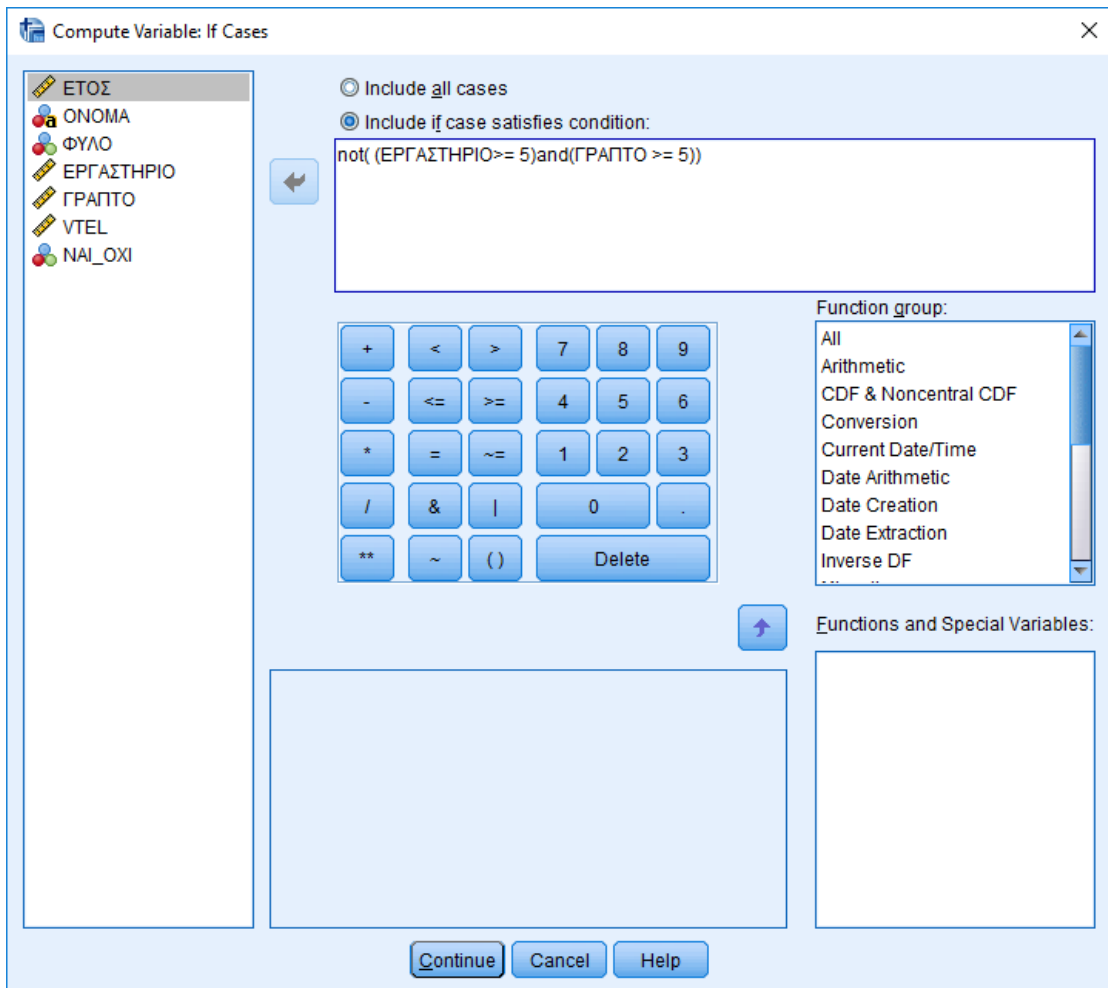 Compute Variable: If Cases
ΕΤΟΣ
ΟΝΟΜΑ
ΦΥΛΟ
ΕΡΓΑΣΤΗΡΙΟ
ΓΡΑΠΤΟ
VTEL
ΝΑΙ_ΟΧΙ
Include all cases
Include if case satisfies condition:
not( (ΕΡΓΑΣΤΗΡΙΟ>= 5)and(ΓΡΑΠΤΟ >= 5))
+ < > 7 8 9
- <= >= 4 5 6
* = ~= 1 2 3
/ & | 0 .
** ~ ( ) Delete
Function group:
All
Arithmetic
CDF & Noncentral CDF
Conversion
Current Date/Time
Date Arithmetic
Date Creation
Date Extraction
Inverse DF
Functions and Special Variables:
Continue Cancel Help